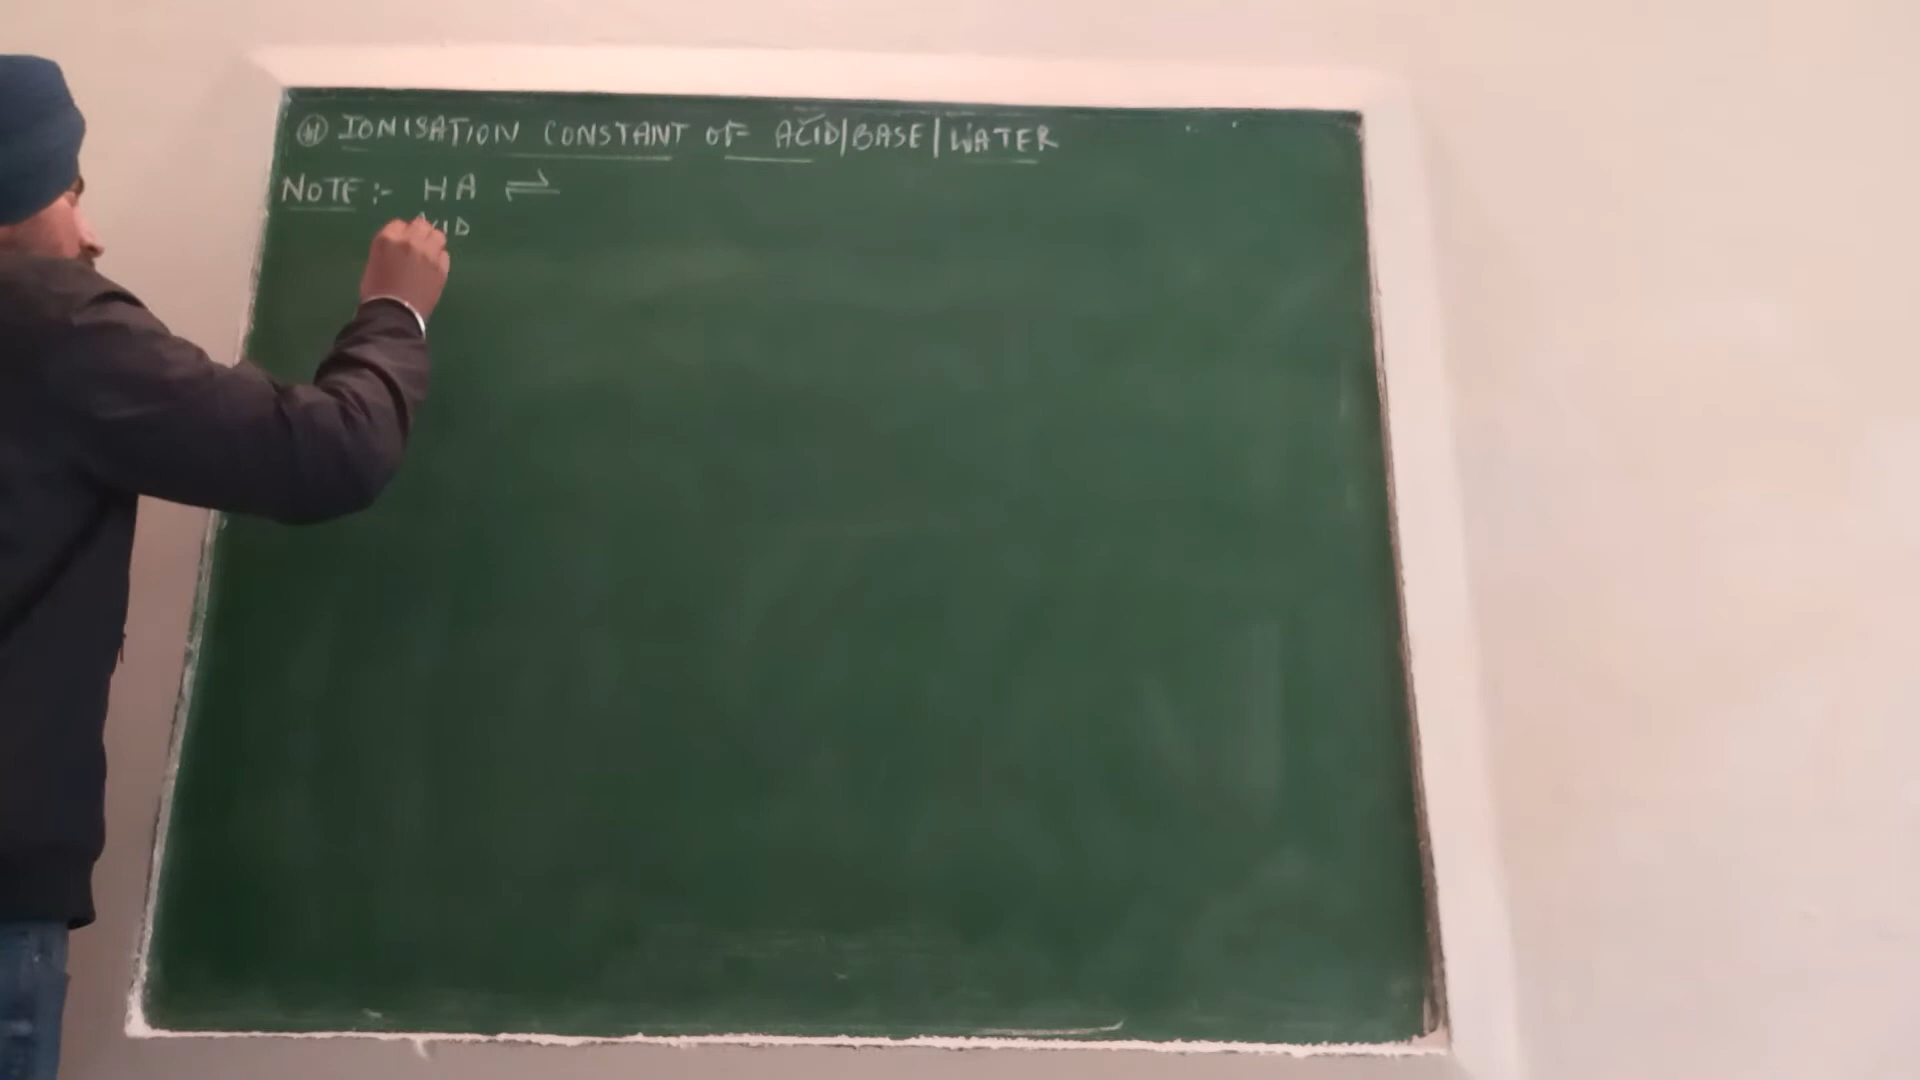 IONISATION CONSTANT OF ACID/BASE/WATER
NOTE :- HA ⇌
ACID